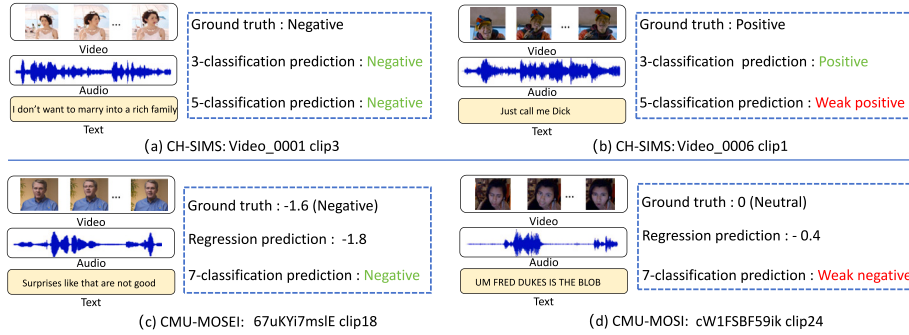 ...
Video
Audio
I don't want to marry into a rich family
Text
Ground truth : Negative
3-classification prediction : Negative
5-classification prediction : Negative
(a) CH-SIMS: Video_0001 clip3
...
Video
Audio
Just call me Dick
Text
Ground truth : Positive
3-classification prediction : Positive
5-classification prediction : Weak positive
(b) CH-SIMS: Video_0006 clip1
...
Video
Audio
Surprises like that are not good
Text
Ground truth : -1.6 (Negative)
Regression prediction : -1.8
7-classification prediction : Negative
(c) CMU-MOSEI: 67uKYi7mslE clip18
...
Video
Audio
UM FRED DUKES IS THE BLOB
Text
Ground truth : 0 (Neutral)
Regression prediction : - 0.4
7-classification prediction : Weak negative
(d) CMU-MOSI: cW1FSBF59ik clip24